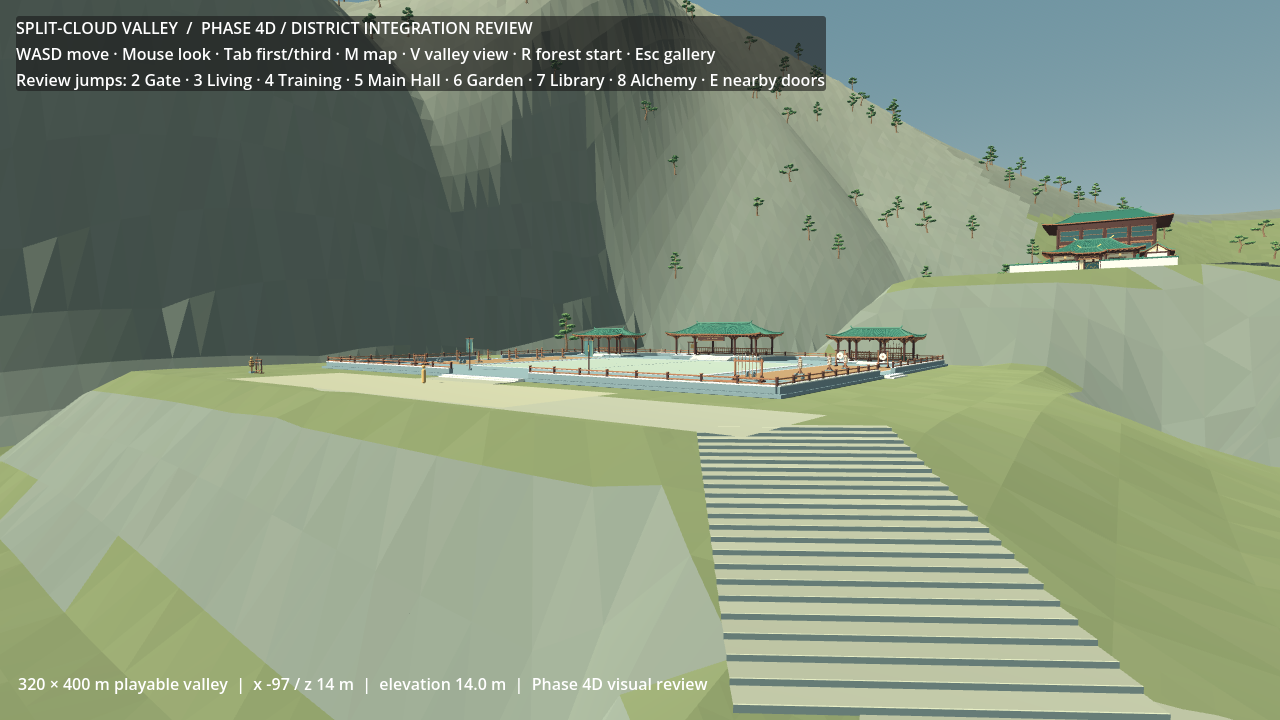 SPLIT-CLOUD VALLEY / PHASE 4D / DISTRICT INTEGRATION REVIEW
WASD move · Mouse look · Tab first/third · M map · V valley view · R forest start · Esc gallery
Review jumps: 2 Gate · 3 Living · 4 Training · 5 Main Hall · 6 Garden · 7 Library · 8 Alchemy · E nearby doors
320 × 400 m playable valley | x -97 / z 14 m | elevation 14.0 m | Phase 4D visual review